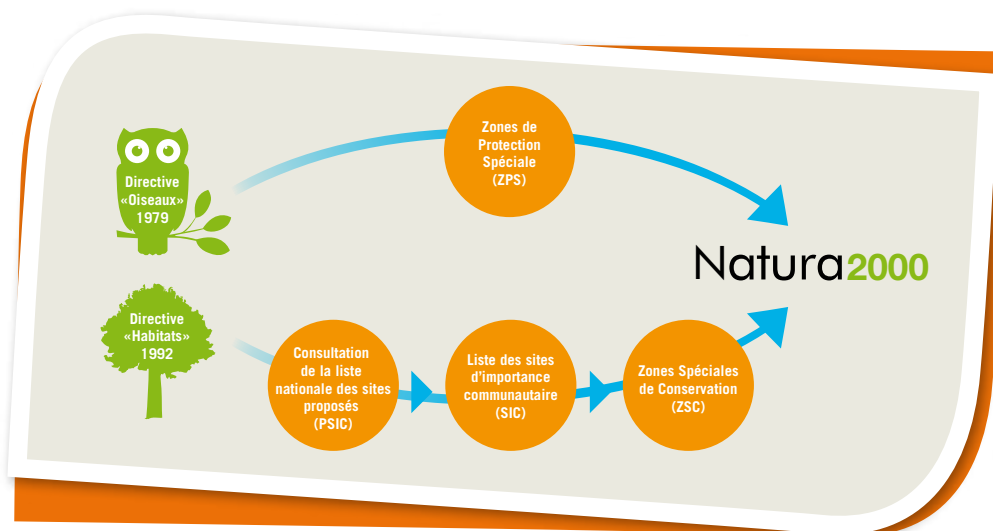 Zones de
Protection
Spéciale
(ZPS)
Directive
«Oiseaux»
1979
Natura2000
Directive
«Habitats»
1992
Consultation
de la liste
nationale des sites
proposés
(PSIC)
Liste des sites
d'importance
communautaire
(SIC)
Zones Spéciales
de Conservation
(ZSC)